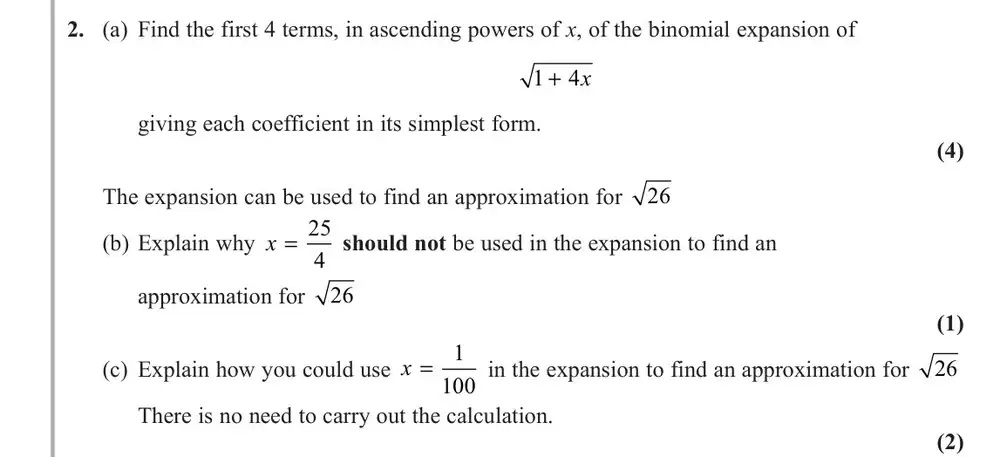 2. (a) Find the first 4 terms, in ascending powers of x, of the binomial expansion of
√1 + 4x
giving each coefficient in its simplest form.
(4)
The expansion can be used to find an approximation for √26
(b) Explain why x = 25/4 should not be used in the expansion to find an
approximation for √26
(1)
(c) Explain how you could use x = 1/100 in the expansion to find an approximation for √26
There is no need to carry out the calculation.
(2)